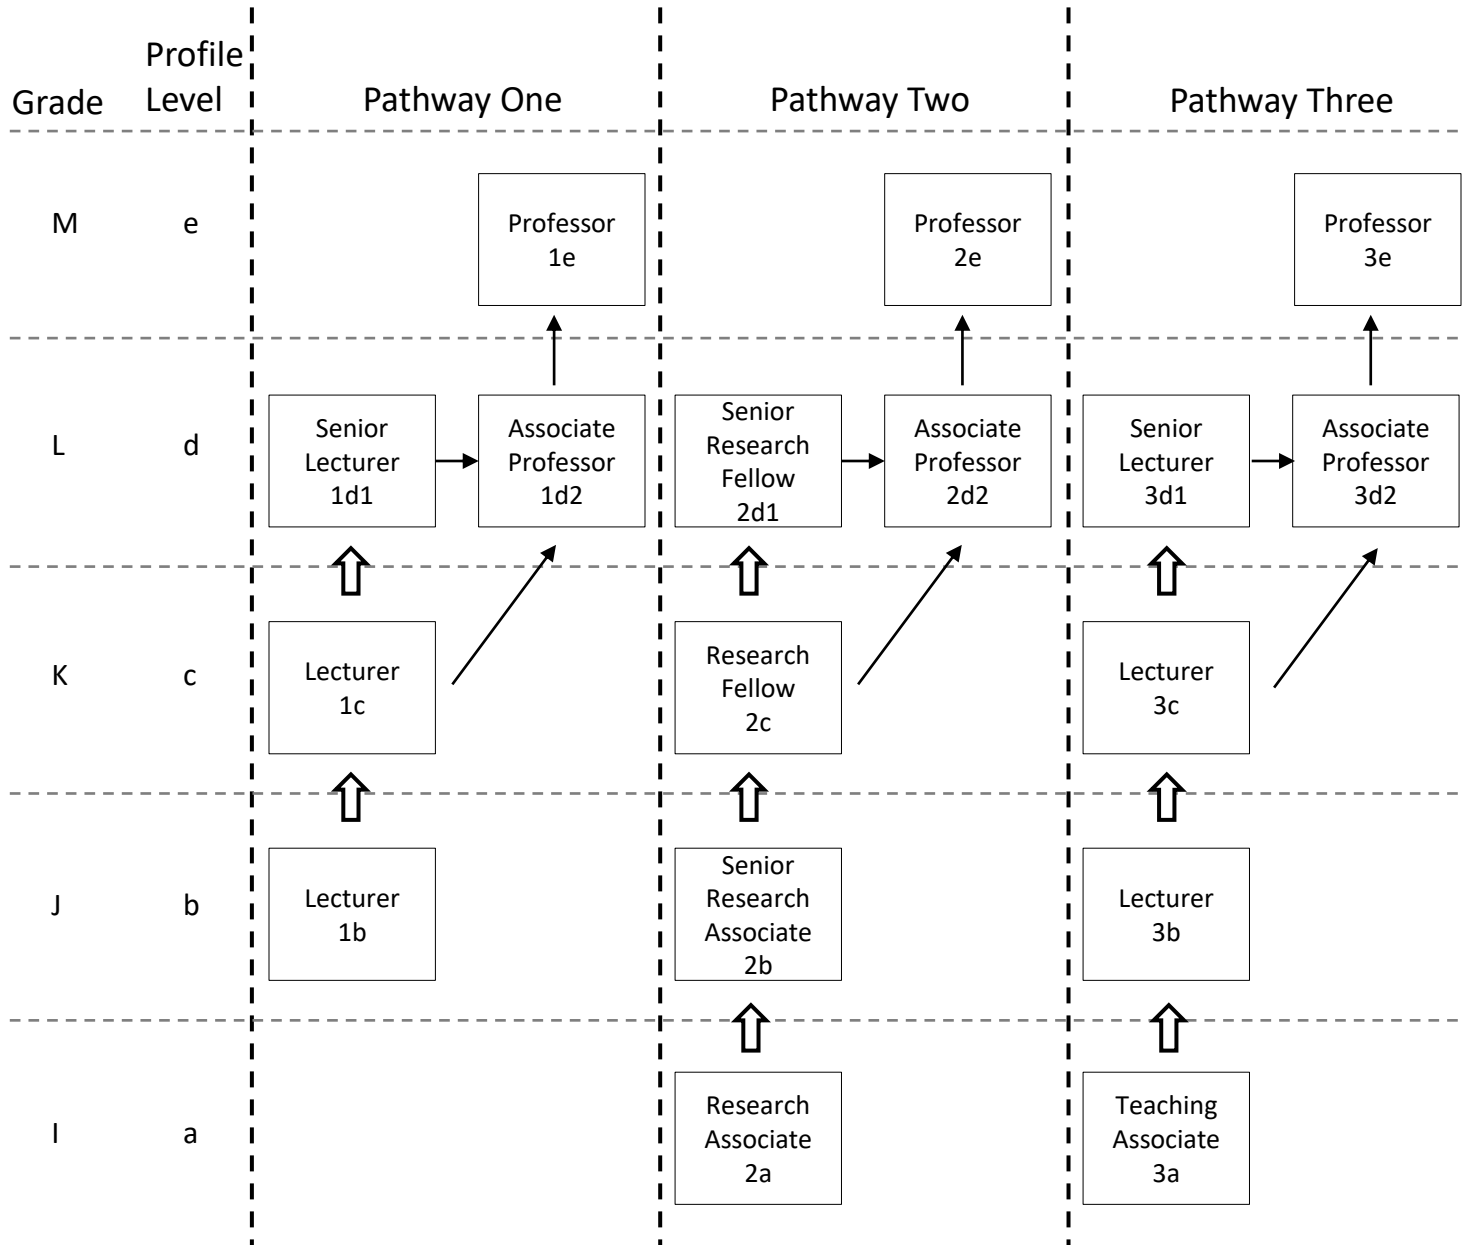 Grade
Profile
Level
Pathway One
Pathway Two
Pathway Three
M
e
Professor
1e
Professor
2e
Professor
3e
L
d
Senior
Lecturer
1d1
Associate
Professor
1d2
Senior
Research
Fellow
2d1
Associate
Professor
2d2
Senior
Lecturer
3d1
Associate
Professor
3d2
K
c
Lecturer
1c
Research
Fellow
2c
Lecturer
3c
J
b
Lecturer
1b
Senior
Research
Associate
2b
Lecturer
3b
I
a
Research
Associate
2a
Teaching
Associate
3a